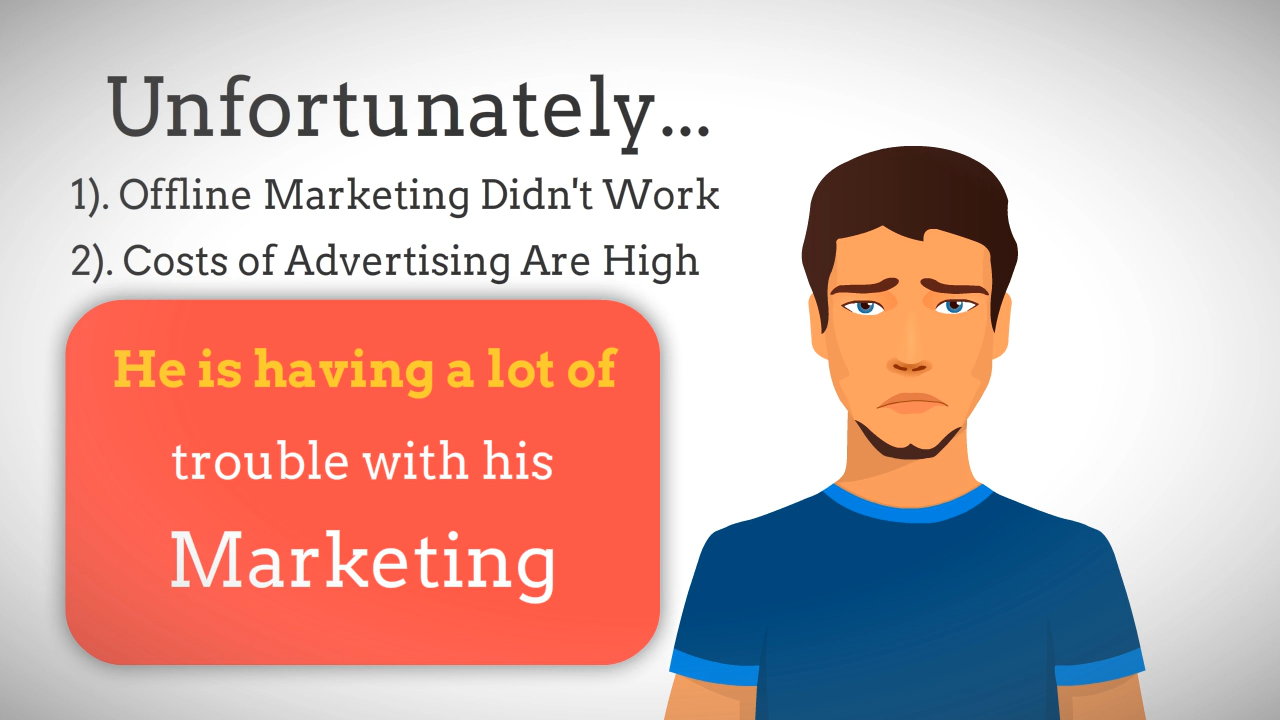 Unfortunately...
1). Offline Marketing Didn't Work
2). Costs of Advertising Are High
He is having a lot of
trouble with his
Marketing